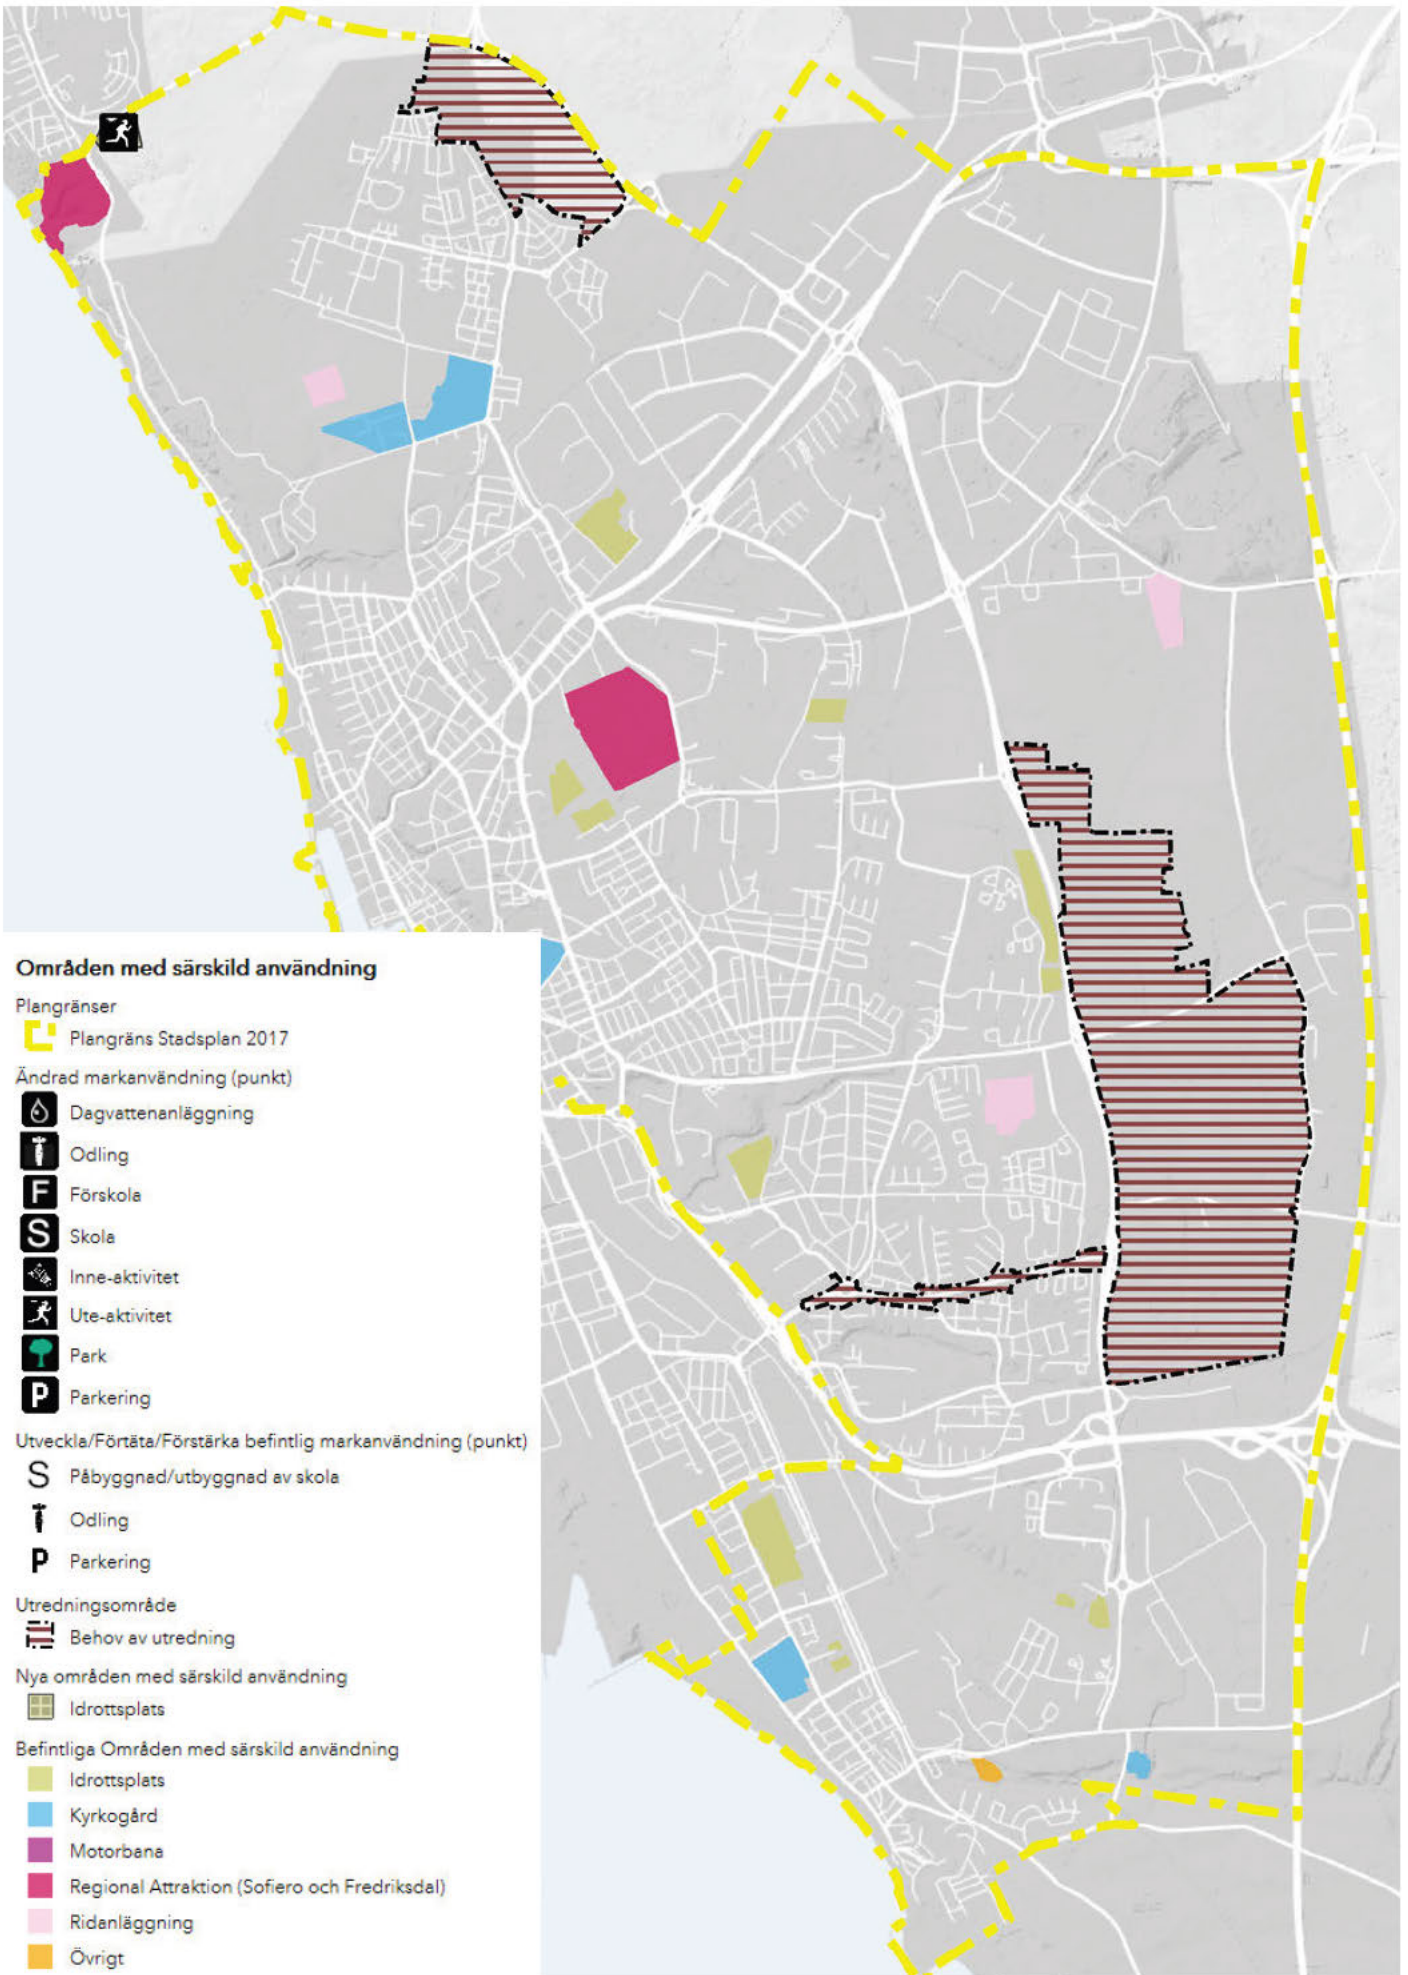 Områden med särskild användning
Plangränser
Plangräns Stadsplan 2017
Ändrad markanvändning (punkt)
Dagvattenanläggning
Odling
F Förskola
S Skola
Inne-aktivitet
Ute-aktivitet
Park
P Parkering
Utveckla/Förtäta/Förstärka befintlig markanvändning (punkt)
S Påbyggnad/utbyggnad av skola
Odling
P Parkering
Utredningsområde
Behov av utredning
Nya områden med särskild användning
Idrottsplats
Befintliga Områden med särskild användning
Idrottsplats
Kyrkogård
Motorbana
Regional Attraktion (Sofiero och Fredriksdal)
Ridanläggning
Övrigt